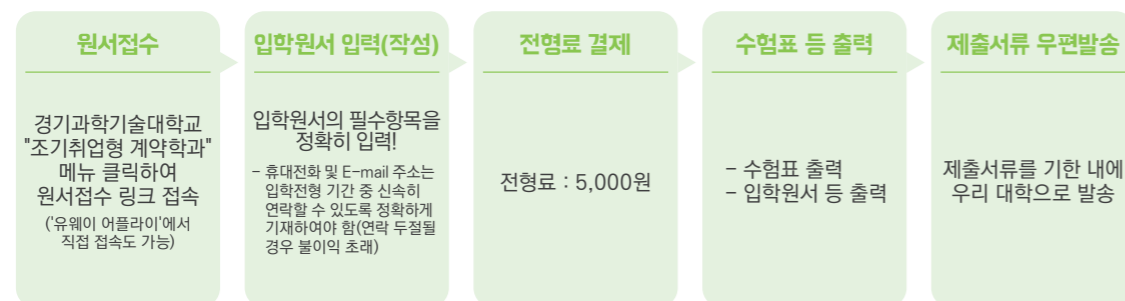 원서접수
경기과학기술대학교
"조기취업형 계약학과"
메뉴 클릭하여
원서접수 링크 접속
('유웨이 어플라이'에서
직접 접속도 가능)
입학원서 입력(작성)
입학원서의 필수항목을
정확히 입력!
- 휴대전화 및 E-mail 주소는
입학전형 기간 중 신속히
연락할 수 있도록 정확하게
기재하여야 함(연락 두절될
경우 불이익 초래)
전형료 결제
전형료 : 5,000원
수험표 등 출력
- 수험표 출력
- 입학원서 등 출력
제출서류 우편발송
제출서류를 기한 내에
우리 대학으로 발송